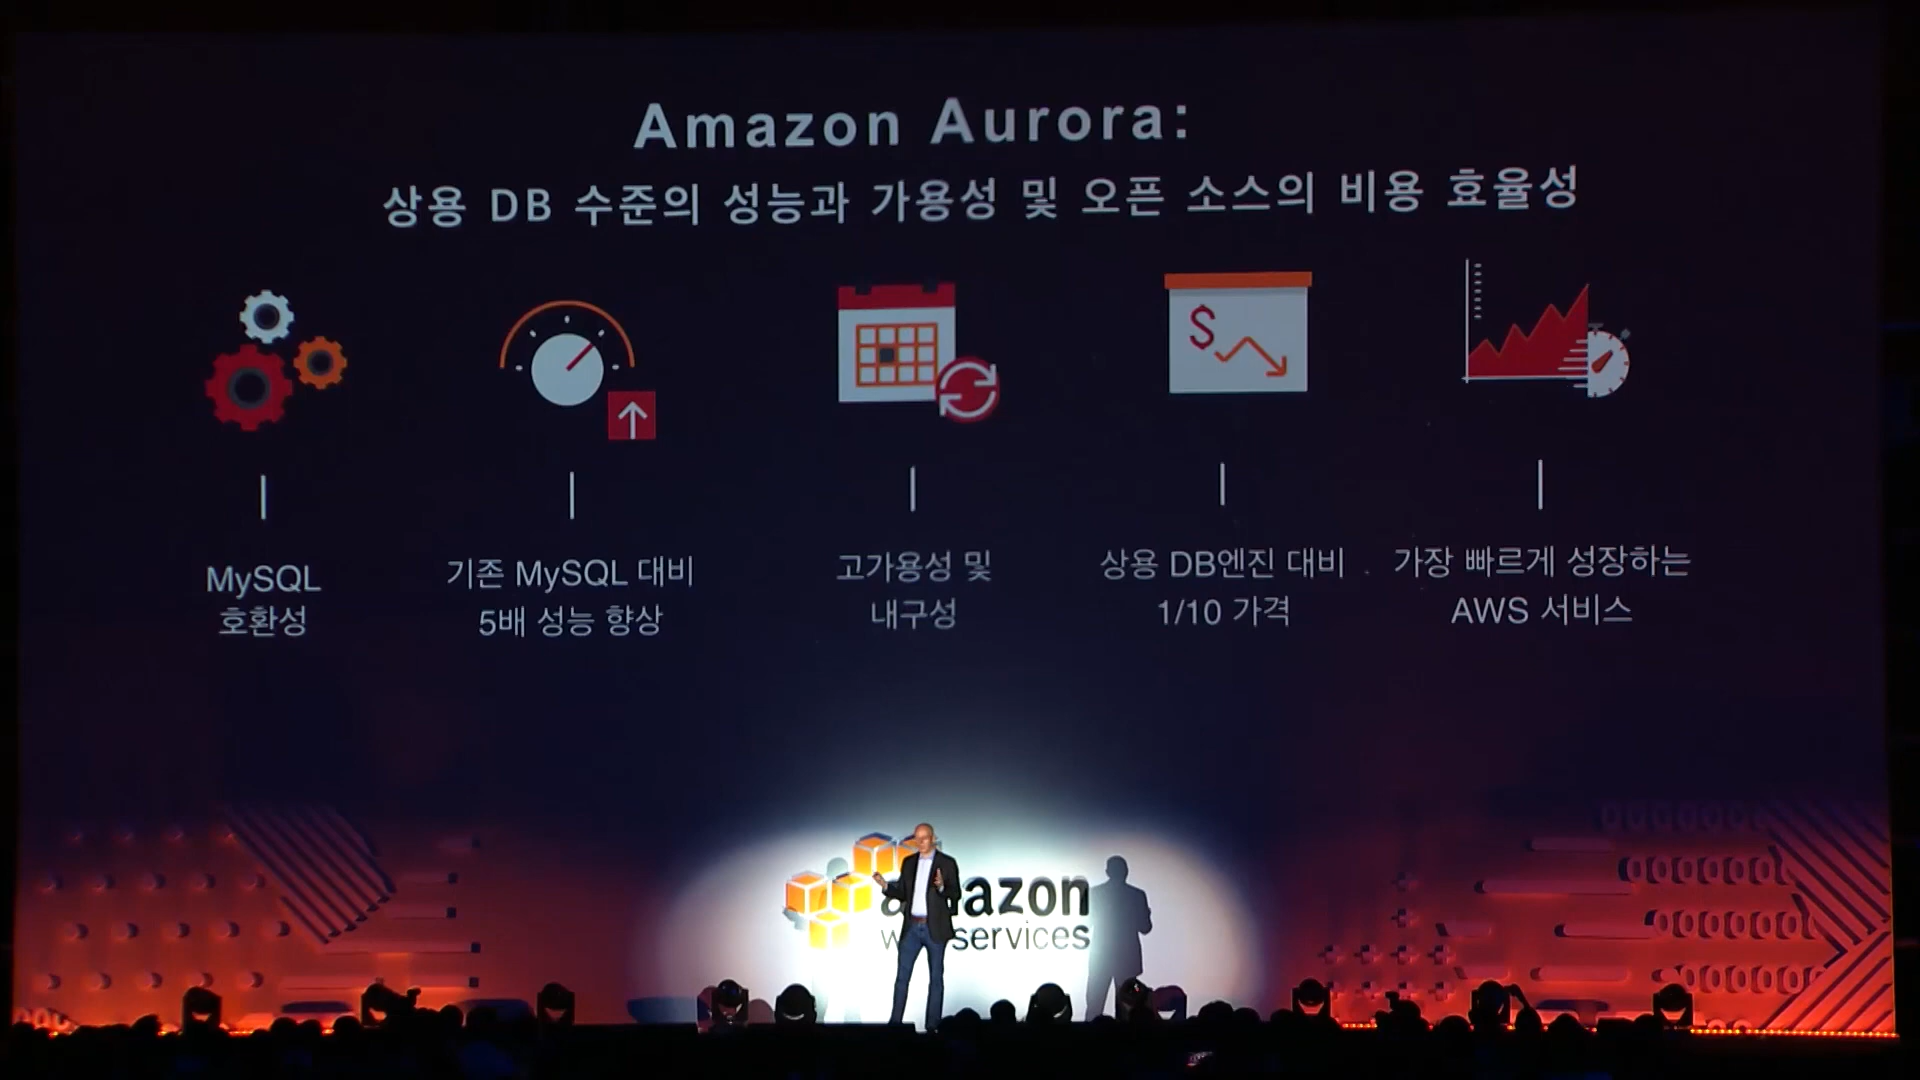 Amazon Aurora:
상용 DB 수준의 성능과 가용성 및 오픈 소스의 비용 효율성
MySQL
호환성
기존 MySQL 대비
5배 성능 향상
고가용성 및
내구성
상용 DB엔진 대비
1/10 가격
가장 빠르게 성장하는
AWS 서비스
amazon
services